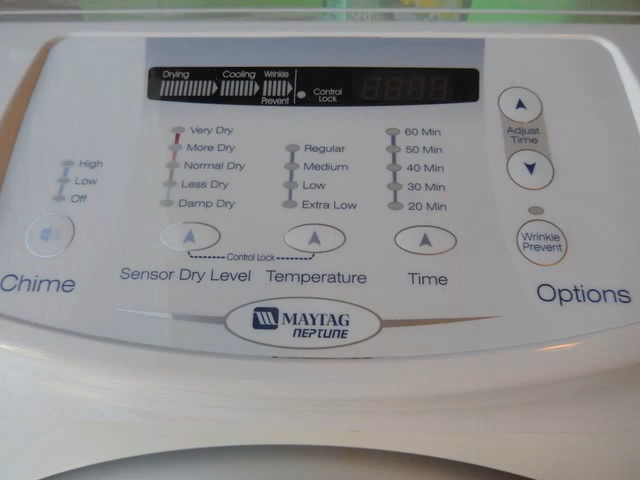 Drying Cooling Wrinkle Prevent Control Lock
Very Dry
More Dry
Normal Dry
Less Dry
Damp Dry
Regular
Medium
Low
Extra Low
60 Min
50 Min
40 Min
30 Min
20 Min
Adjust
Time
High
Low
Off
Wrinkle
Prevent
Control Lock
Chime
Sensor Dry Level
Temperature
Time
Options
MAYTAG
NEPTUNE